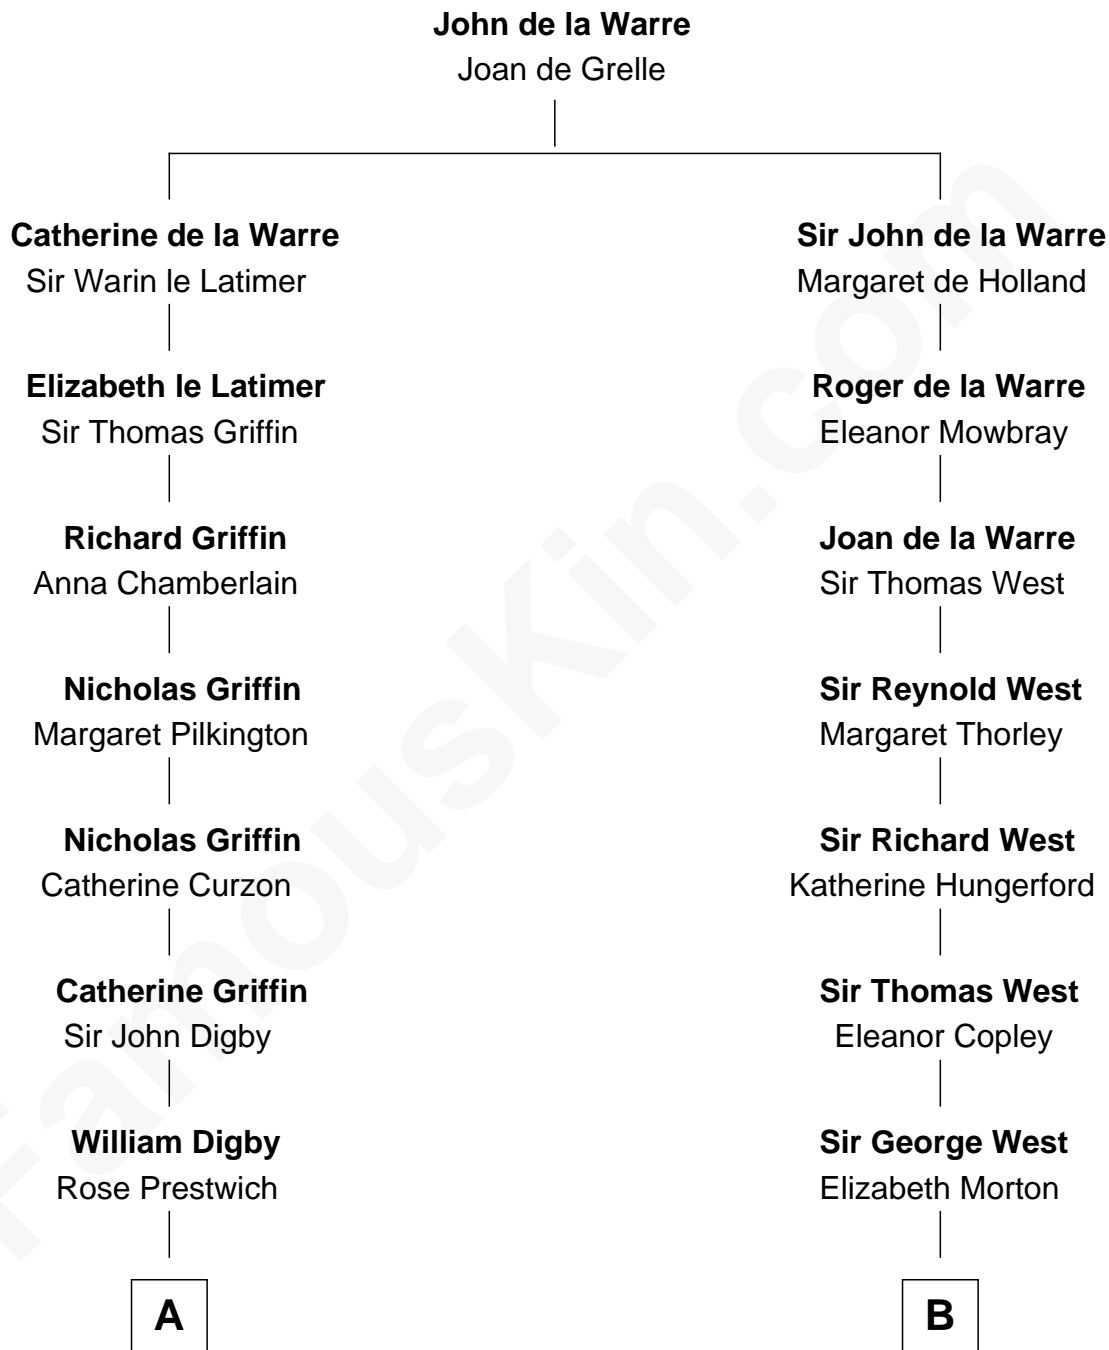 John de la Warre
Joan de Grelle
Catherine de la Warre
Sir Warin le Latimer
Sir John de la Warre
Margaret de Holland
Elizabeth le Latimer
Sir Thomas Griffin
Roger de la Warre
Eleanor Mowbray
Richard Griffin
Anna Chamberlain
Joan de la Warre
Sir Thomas West
Nicholas Griffin
Margaret Pilkington
Sir Reynold West
Margaret Thorley
Nicholas Griffin
Catherine Curzon
Sir Richard West
Katherine Hungerford
Catherine Griffin
Sir John Digby
Sir Thomas West
Eleanor Copley
William Digby
Rose Prestwich
Sir George West
Elizabeth Morton
A
B
FamousKin.com